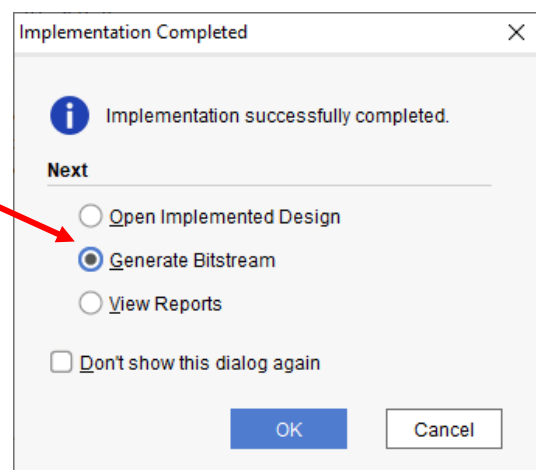 Implementation Completed
Implementation successfully completed.
Next
Open Implemented Design
Generate Bitstream
View Reports
Don't show this dialog again
OK
Cancel